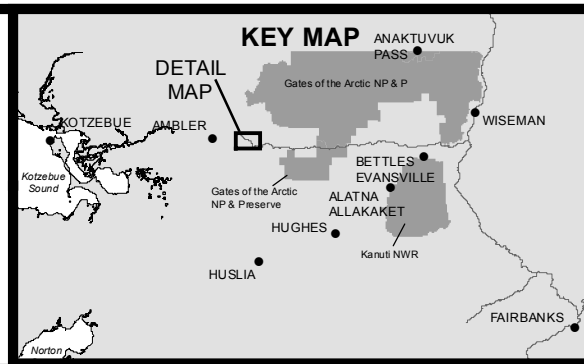 KEY MAP
ANAKTUVUK
PASS
DETAIL
MAP
Gates of the Arctic NP & P
KOTZEBUE
AMBLER
WISEMAN
Kotzebue
Sound
BETTLES
EVANSVILLE
Gates of the Arctic
NP & Preserve
ALATNA
ALLAKAKET
HUGHES
Kanuti NWR
HUSLIA
FAIRBANKS
Norton